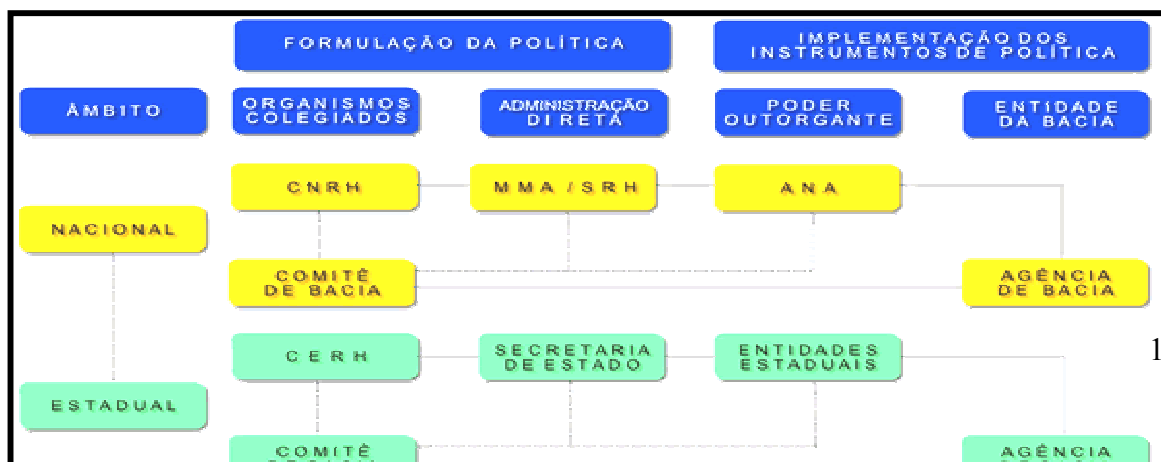 FORMULAÇÃO DA POLÍTICA
IMPLEMENTAÇÃO DOS
INSTRUMENTOS DE POLÍTICA
ÂMBITO
ORGANISMOS
COLEGIADOS
ADMINISTRAÇÃO
DIRETA
PODER
OUTORGANTE
ENTIDADE
DA BACIA
CNRH
MMA / SRH
ANA
NACIONAL
COMITÊ
DE BACIA
AGÊNCIA
DE BACIA
CERH
SECRETARIA
DE ESTADO
ENTIDADES
ESTADUAIS
1
ESTADUAL
COMITÊ
AGÊNCIA